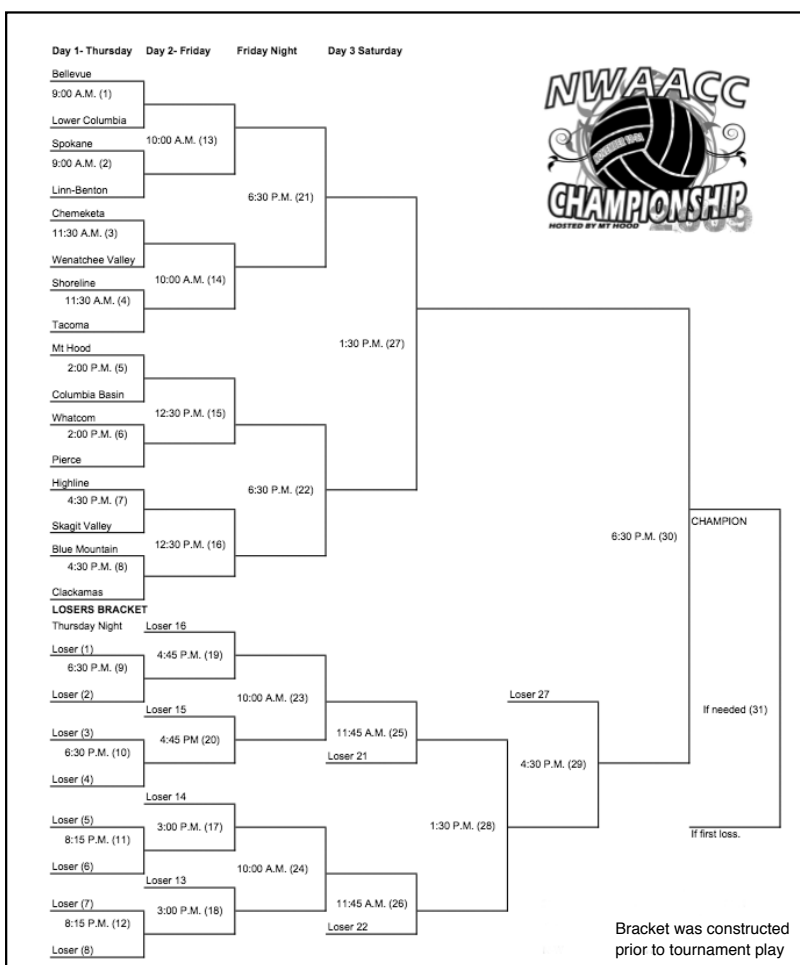 Day 1- Thursday Day 2- Friday Friday Night Day 3 Saturday
NWAACC
CHAMPIONSHIP
HOSTED BY MT HOOD 2009
Bellevue
9:00 A.M. (1)
Lower Columbia
10:00 A.M. (13)
Spokane
9:00 A.M. (2)
Linn-Benton
6:30 P.M. (21)
Chemeketa
11:30 A.M. (3)
Wenatchee Valley
10:00 A.M. (14)
Shoreline
11:30 A.M. (4)
Tacoma
1:30 P.M. (27)
Mt Hood
2:00 P.M. (5)
Columbia Basin
12:30 P.M. (15)
Whatcom
2:00 P.M. (6)
Pierce
6:30 P.M. (22)
Highline
4:30 P.M. (7)
Skagit Valley
12:30 P.M. (16)
Blue Mountain
4:30 P.M. (8)
Clackamas
6:30 P.M. (30)
CHAMPION
LOSERS BRACKET
Thursday Night
Loser 16
Loser (1)
4:45 P.M. (19)
6:30 P.M. (9)
Loser (2)
10:00 A.M. (23)
Loser 15
Loser (3)
4:45 PM (20)
6:30 P.M. (10)
Loser (4)
11:45 A.M. (25)
Loser 21
Loser 27
If needed (31)
4:30 P.M. (29)
Loser 14
Loser (5)
3:00 P.M. (17)
8:15 P.M. (11)
Loser (6)
1:30 P.M. (28)
If first loss.
10:00 A.M. (24)
Loser 13
Loser (7)
3:00 P.M. (18)
8:15 P.M. (12)
Loser (8)
11:45 A.M. (26)
Loser 22
Bracket was constructed
prior to tournament play